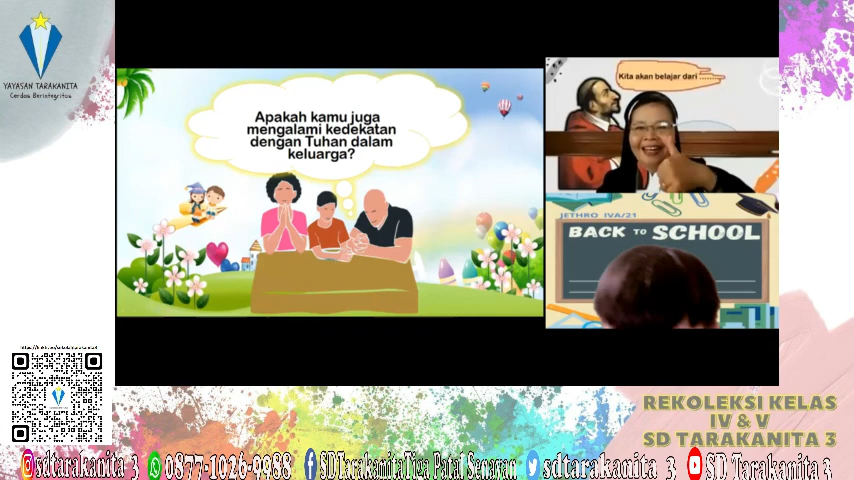 YAYASAN TARAKANITA
Cerdas Berintegritas
Apakah kamu juga
mengalami kedekatan
dengan Tuhan dalam
keluarga?
Kita akan belajar dari ........
JETHRO IVA/21
BACK TO SCHOOL
REKOLEKSI KELAS
IV & V
SD TARAKANITA 3
sdtarakanita 3
0877-1026-9988
SDTarakanitaTiga Patal Senayan
sdtarakanita 3
SD Tarakanita 3